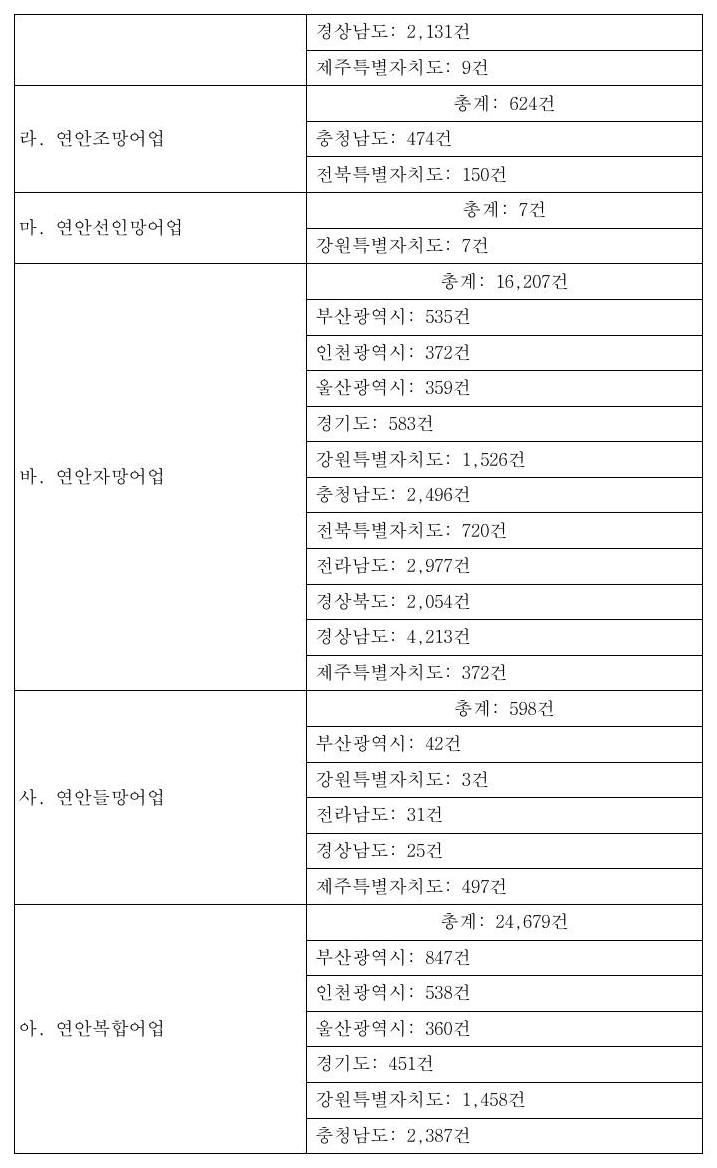 경상남도: 2,131건
제주특별자치도: 9건
라. 연안조망어업
총계: 624건
충청남도: 474건
전북특별자치도: 150건
마. 연안선인망어업
총계: 7건
강원특별자치도: 7건
바. 연안자망어업
총계: 16,207건
부산광역시: 535건
인천광역시: 372건
울산광역시: 359건
경기도: 583건
강원특별자치도: 1,526건
충청남도: 2,496건
전북특별자치도: 720건
전라남도: 2,977건
경상북도: 2,054건
경상남도: 4,213건
제주특별자치도: 372건
사. 연안들망어업
총계: 598건
부산광역시: 42건
강원특별자치도: 3건
전라남도: 31건
경상남도: 25건
제주특별자치도: 497건
아. 연안복합어업
총계: 24,679건
부산광역시: 847건
인천광역시: 538건
울산광역시: 360건
경기도: 451건
강원특별자치도: 1,458건
충청남도: 2,387건